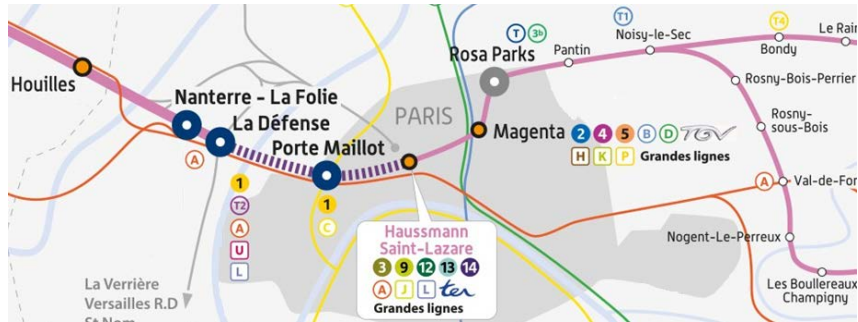 T 3b
T1
T4
Noisy-le-Sec
Le Rain
Rosa Parks
Pantin
Bondy
Houilles
Rosny-Bois-Perrier
Nanterre - La Folie
PARIS
La Défense
Rosny-
sous-Bois
Porte Maillot
Magenta
2 4 5 B D TGV
H K P Grandes lignes
A
1
T2
A
U
L
1
C
A
Val-de-Fon
Haussmann
Saint-Lazare
3 9 12 13 14
A J L ter
Grandes lignes
Nogent-Le-Perreux
La Verrière
Versailles R.D
St Nom
Les Boullereaux
Champigny